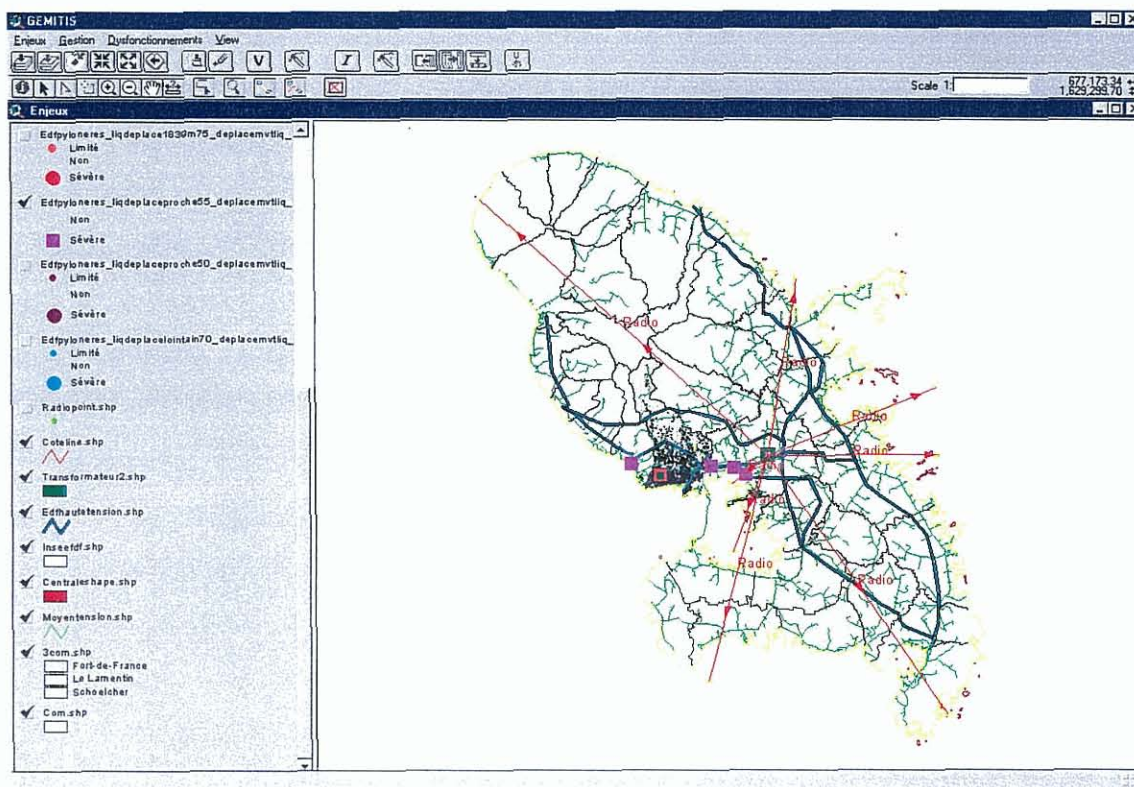 GEMITIS
Enjeux Gestion Dysfonctionnements View
V I
Scale 1: 677,173.34
1,629,299.70
Enjeux
Edfpyloneres_liqdeplace1839m75_deplacemvtliq_
Limité
Non
Sévère
Edfpyloneres_liqdeplaceproche55_deplacemvtliq_
Non
Sévère
Edfpyloneres_liqdeplaceproche50_deplacemvtliq_
Limité
Non
Sévère
Edfpyloneres_liqdeplacelointain70_deplacemvtliq_
Limité
Non
Sévère
Radiopoint.shp
Coteline.shp
Transformateur2.shp
Edfhautetension.shp
Inseefdf.shp
Centraleshape.shp
Moyentension.shp
3com.shp
Fort-de-France
Le Lamentin
Schoelcher
Com.shp
Radio
Radio
Radio
Radio
Radio
Radio
Radio